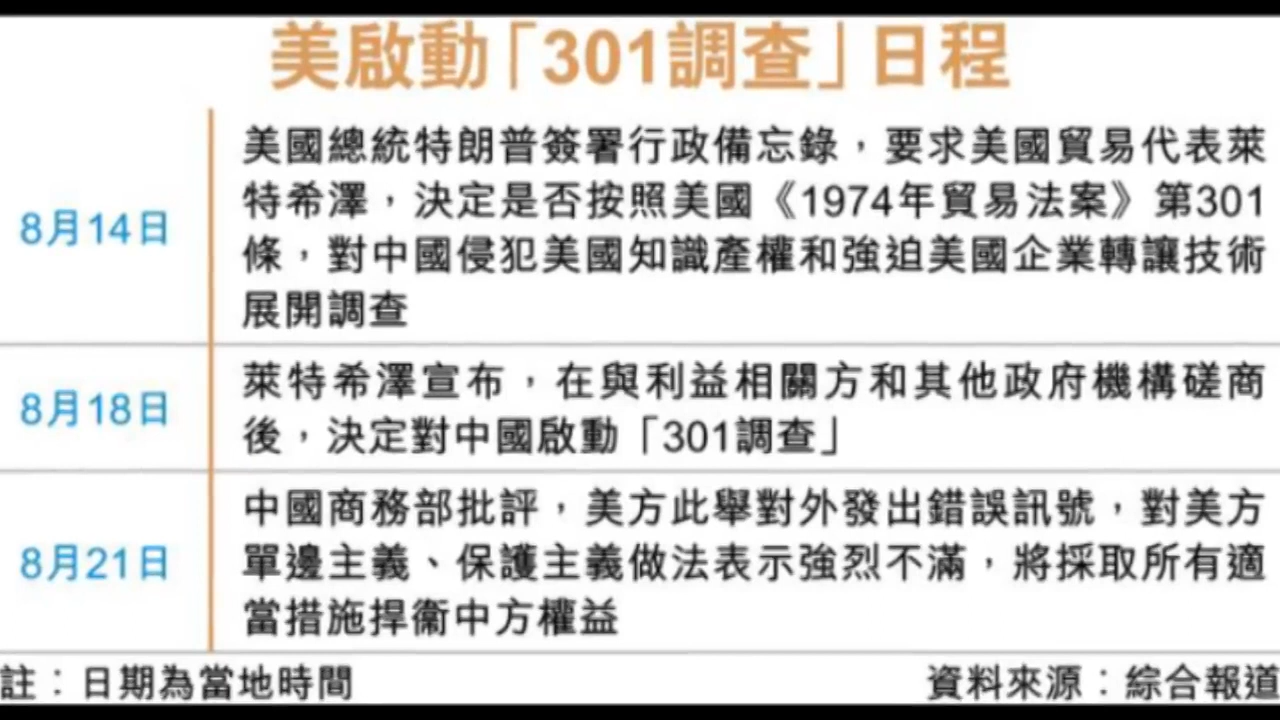 美啟動「301調查」日程
8月14日
美國總統特朗普簽署行政備忘錄，要求美國貿易代表萊
特希澤，決定是否按照美國《1974年貿易法案》第301
條，對中國侵犯美國知識產權和強迫美國企業轉讓技術
展開調查
8月18日
萊特希澤宣布，在與利益相關方和其他政府機構磋商
後，決定對中國啟動「301調查」
8月21日
中國商務部批評，美方此舉對外發出錯誤訊號，對美方
單邊主義、保護主義做法表示強烈不滿，將採取所有適
當措施捍衞中方權益
註：日期為當地時間
資料來源：綜合報道